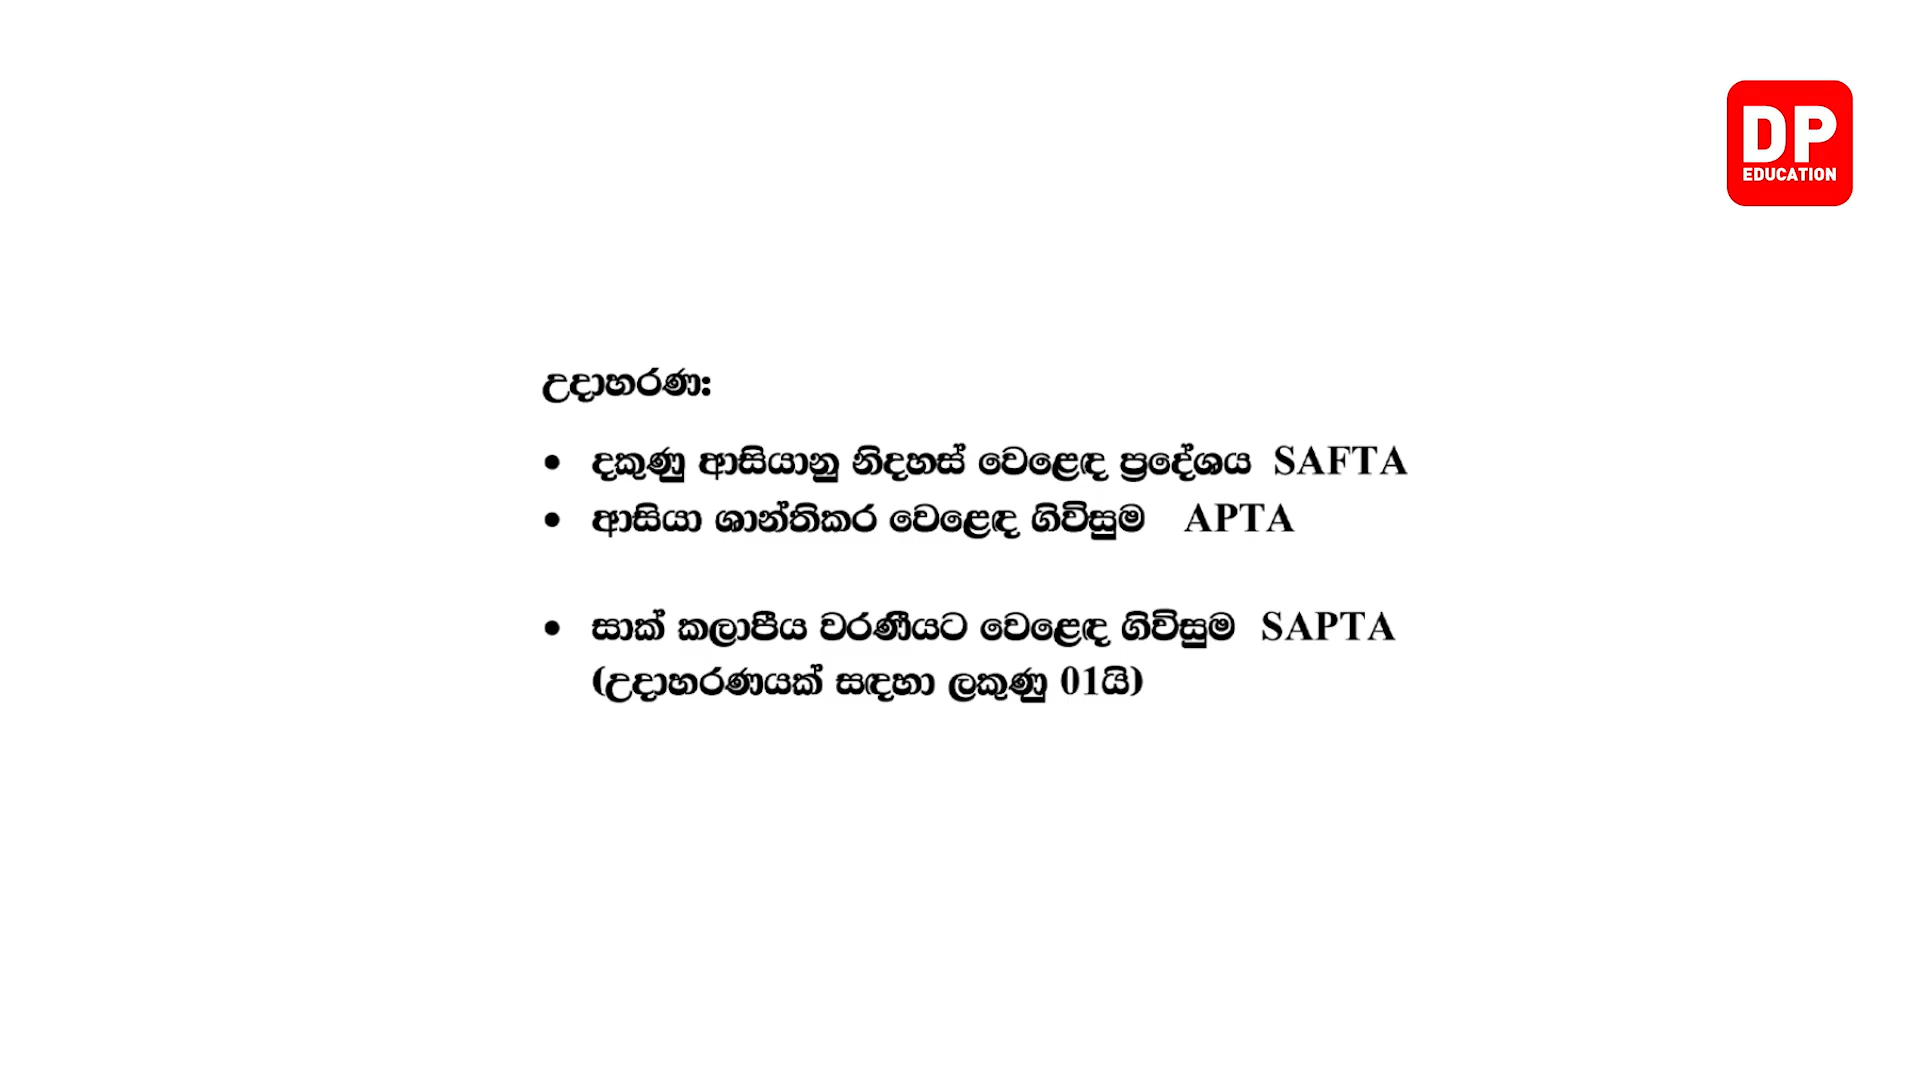 DP
EDUCATION
උදාහරණ:
• දකුණු ආසියානු නිදහස් වෙළෙඳ ප්‍රදේශය SAFTA
• ආසියා ශාන්තිකර වෙළෙඳ ගිවිසුම APTA
• සාක් කලාපීය වරණීයට වෙළෙඳ ගිවිසුම SAPTA
(උදාහරණයක් සඳහා ලකුණු 01යි)